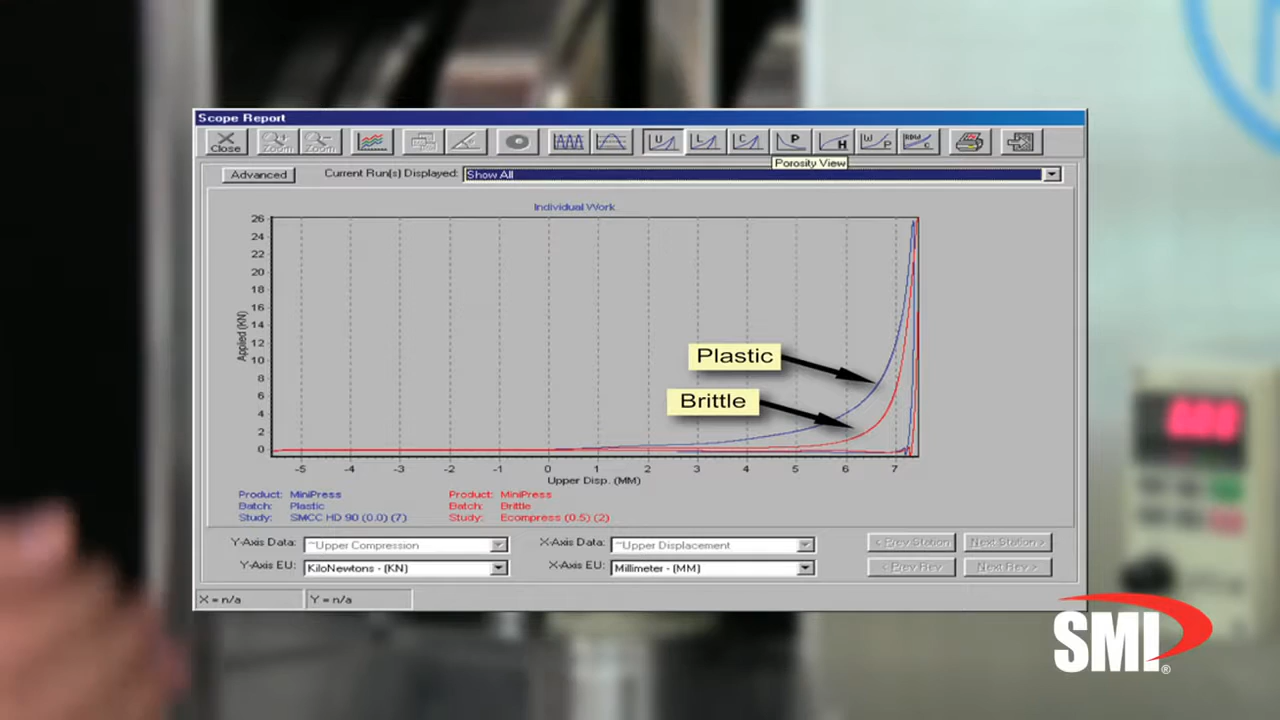 Scope Report
Close
Zoom
Zoom
U
L
C
P
H
W/P
Porosity View
Advanced
Current Run(s) Displayed:
Show All
Individual Work
26
24
22
20
18
16
14
12
10
8
6
4
2
0
Applied (KN)
Plastic
Brittle
-5 -4 -3 -2 -1 0 1 2 3 4 5 6 7
Upper Disp. (MM)
Product: MiniPress
Batch: Plastic
Study: SMCC HD 90 (0.0) (7)
Product: MiniPress
Batch: Brittle
Study: Ecompress (0.5) (2)
Y-Axis Data: ~Upper Compression
X-Axis Data: ~Upper Displacement
< Prev Station
Next Station >
Y-Axis EU: KiloNewtons - (KN)
X-Axis EU: Millimeter - (MM)
< Prev Rev
Next Rev >
X = n/a
Y = n/a
SMI®